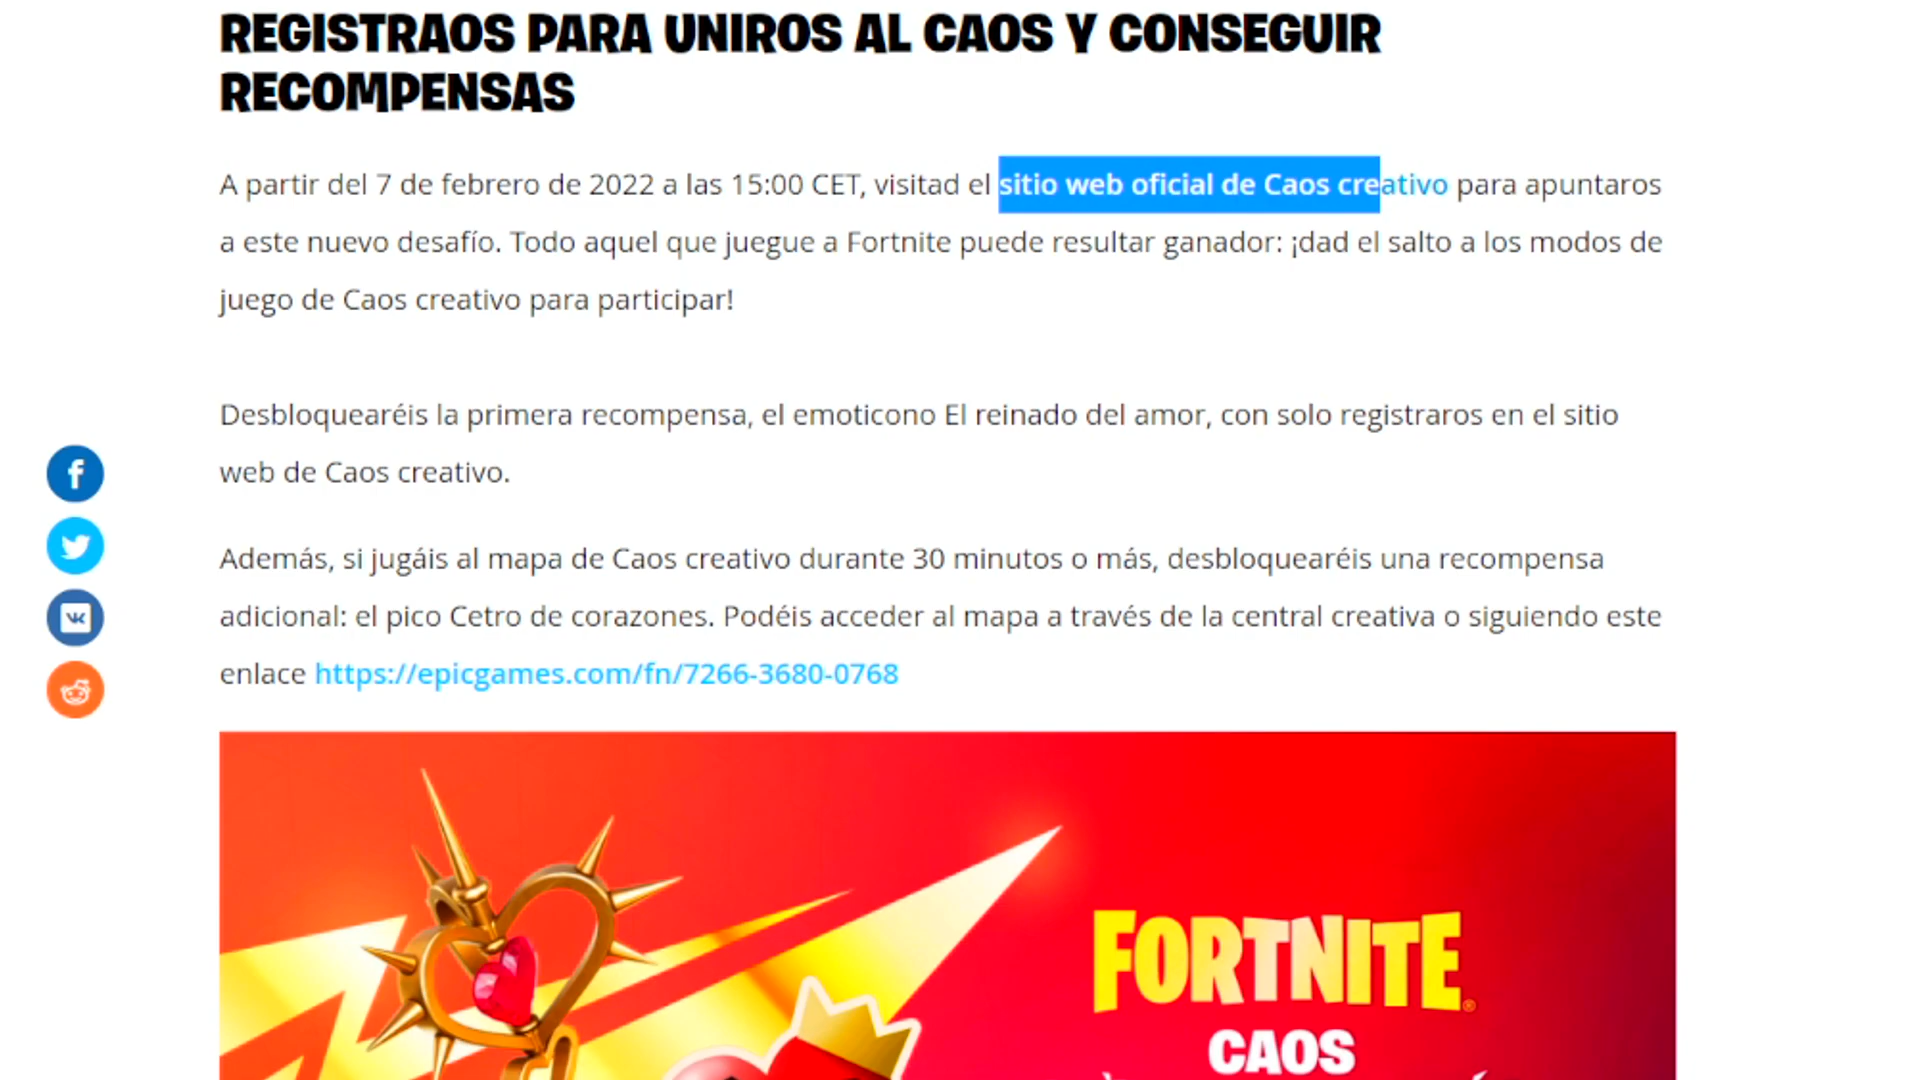 REGISTRAOS PARA UNIROS AL CAOS Y CONSEGUIR
RECOMPENSAS
A partir del 7 de febrero de 2022 a las 15:00 CET, visitad el sitio web oficial de Caos creativo para apuntaros
a este nuevo desafío. Todo aquel que juegue a Fortnite puede resultar ganador: ¡dad el salto a los modos de
juego de Caos creativo para participar!
Desbloquearéis la primera recompensa, el emoticono El reinado del amor, con solo registraros en el sitio
web de Caos creativo.
Además, si jugáis al mapa de Caos creativo durante 30 minutos o más, desbloquearéis una recompensa
adicional: el pico Cetro de corazones. Podéis acceder al mapa a través de la central creativa o siguiendo este
enlace https://epicgames.com/fn/7266-3680-0768
FORTNITE®
CAOS